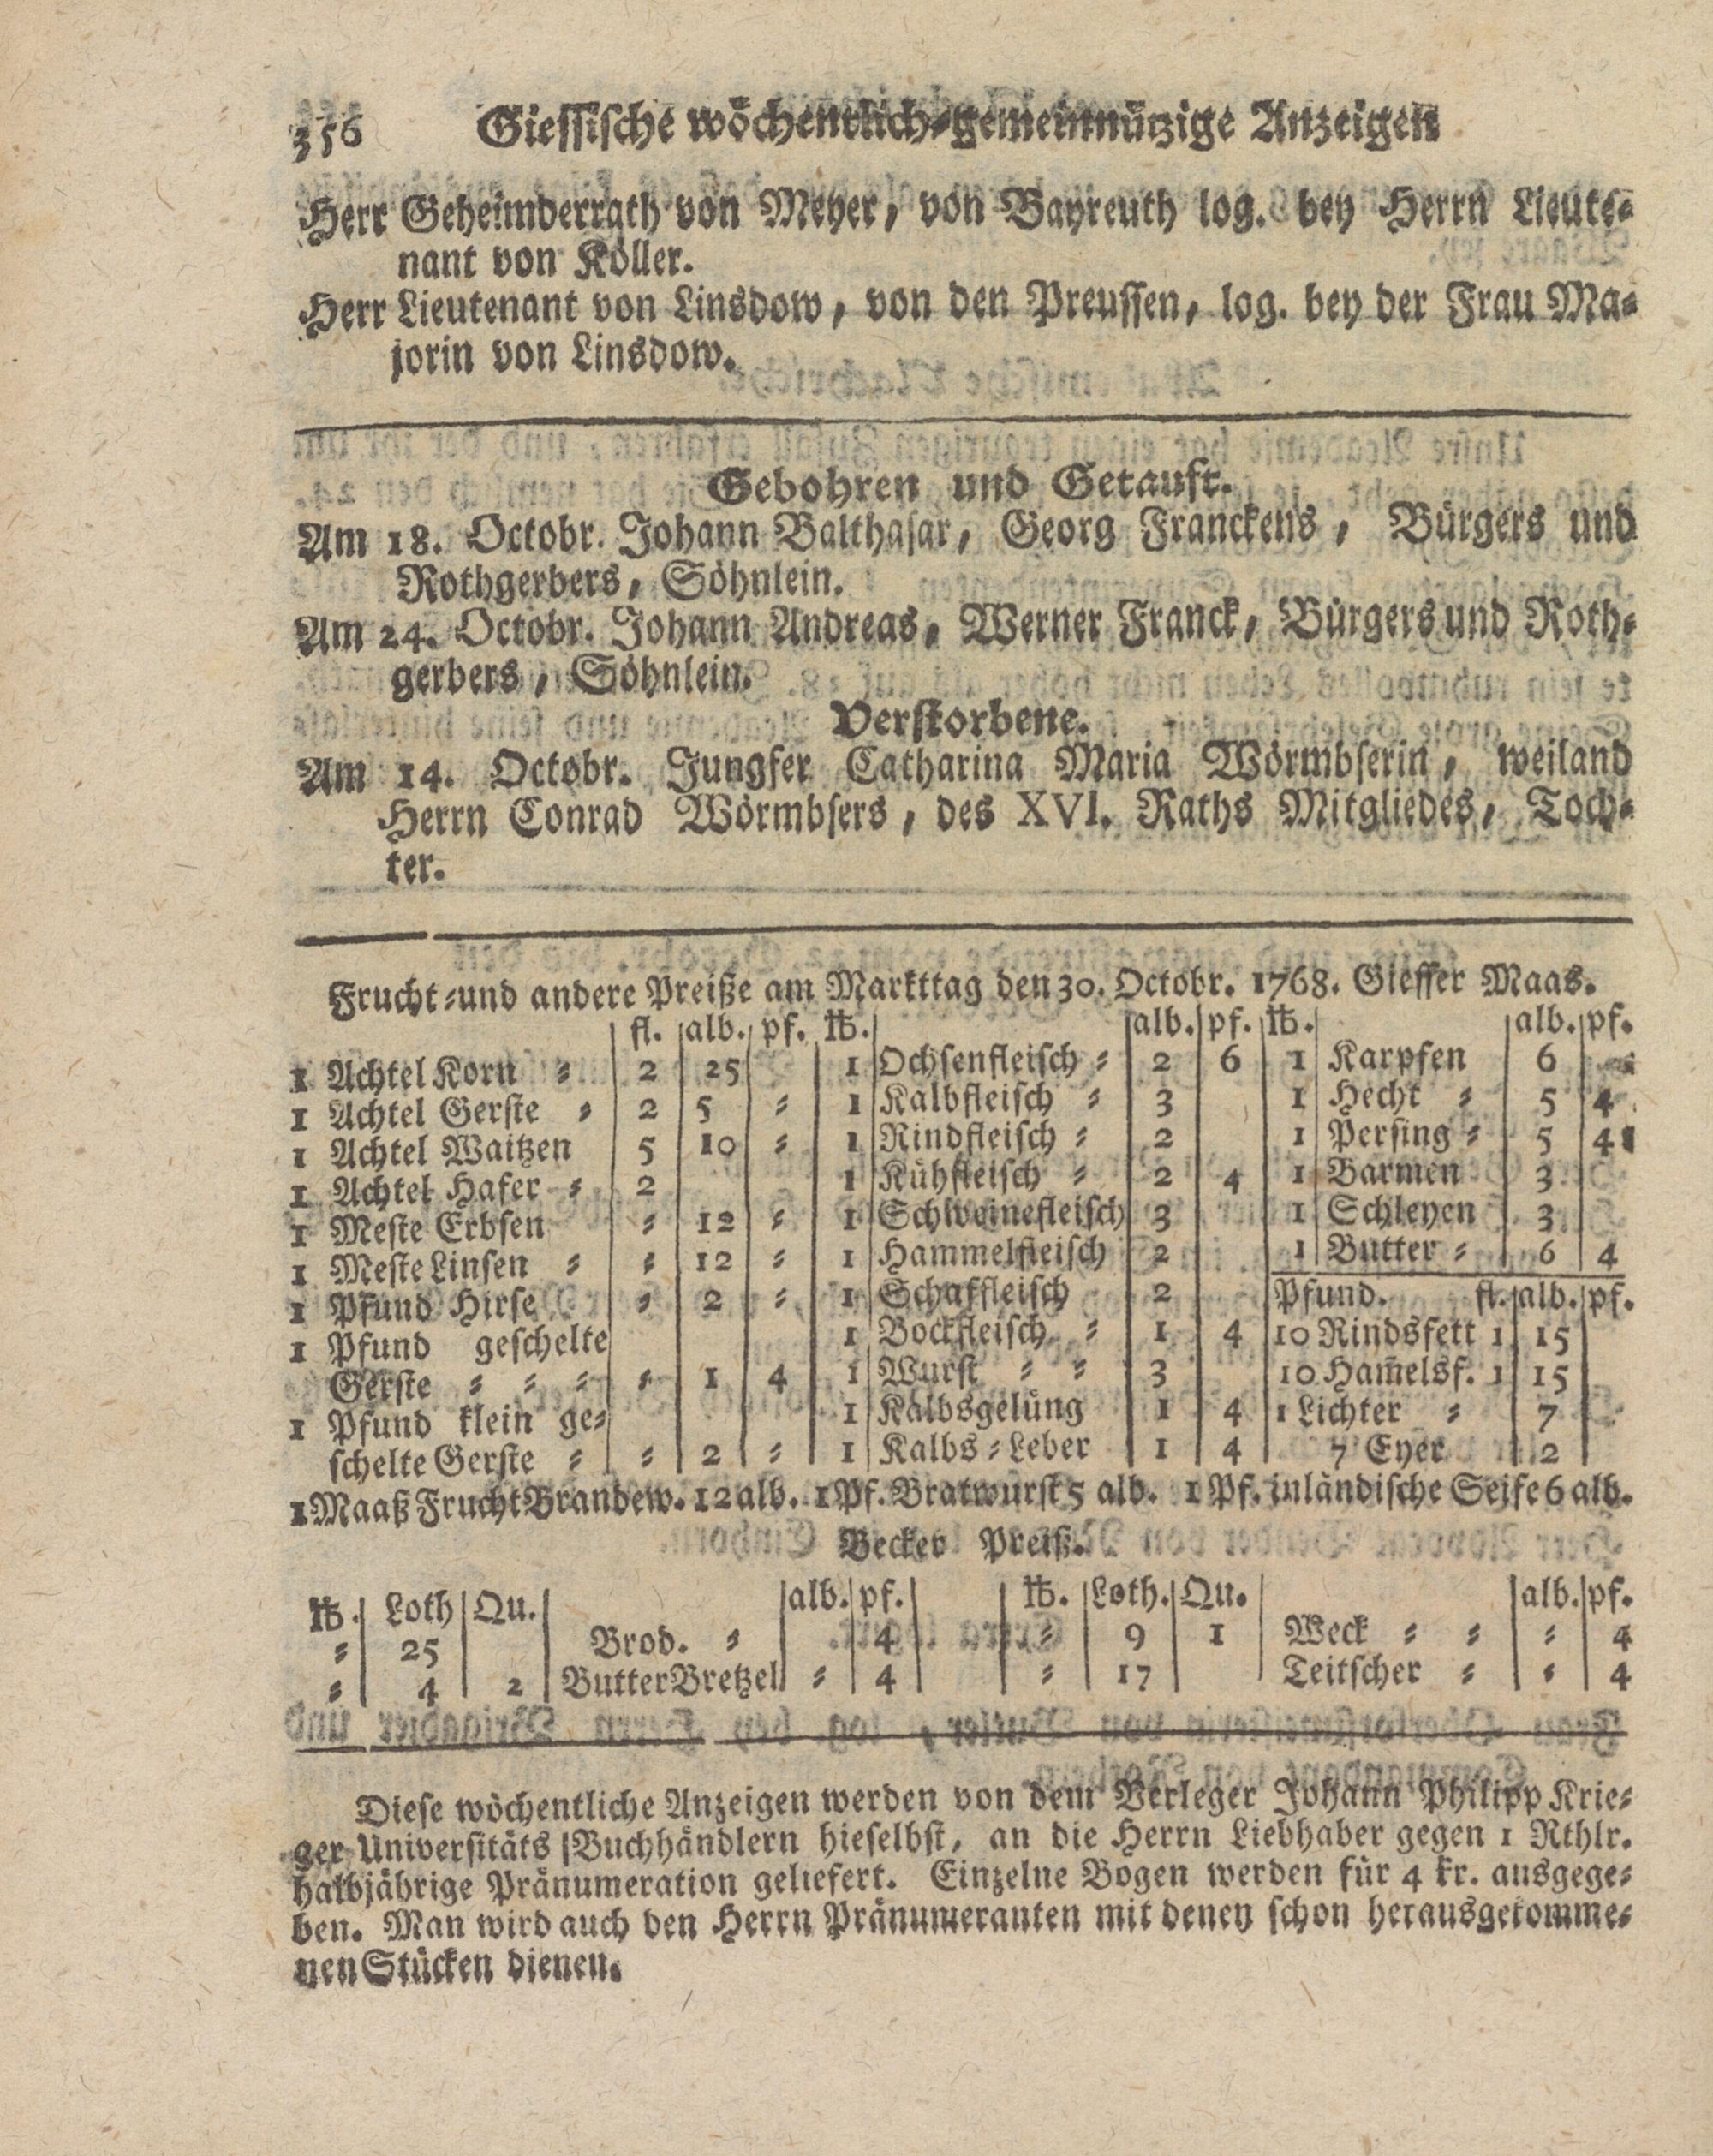 356 Giessische wöchentlich-gemeinnützige Anzeigen
Herr Geheimderrath von Meyer, von Bayreuth log. bey Herrn Lieute-
nant von Köller.
Herr Lieutenant von Linsdow, von den Preussen, log. bey der Frau Ma-
jorin von Linsdow.
Gebohren und Getauft.
Am 18. Octobr. Johann Balthasar, Georg Franckens, Bürgers und
Rothgerbers, Söhnlein.
Am 24. Octobr. Johann Andreas, Werner Franck, Bürgers und Roth-
gerbers, Söhnlein.
Verstorbene.
Am 14. Octobr. Jungfer Catharina Maria Wörmbserin, weiland
Herrn Conrad Wörmbsers, des XVI. Raths Mitgliedes, Toch-
ter.
Frucht-und andere Preiße am Markttag den 30. Octobr. 1768. Giesser Maas.
fl. alb. pf. ℔. alb. pf. ℔. alb. pf.
1 Achtel Korn = 2 25 1 Ochsenfleisch = 2 6 1 Karpfen 6
1 Achtel Gerste = 2 5 = 1 Kalbfleisch = 3 1 Hecht = 5 4
1 Achtel Waitzen 5 10 = 1 Rindfleisch = 2 1 Persing = 5 4
1 Achtel Hafer = 2 1 Kühfleisch = 2 4 1 Barmen 3
1 Meste Erbsen = 12 = 1 Schweinefleisch 3 1 Schleyen 3
1 Meste Linsen = = 12 = 1 Hammelfleisch 2 1 Butter = 6 4
1 Pfund Hirse = 2 = 1 Schaffleisch 2 Pfund. fl. alb. pf.
1 Pfund geschelte 1 Bockfleisch = 1 4 10 Rindsfett 1 15
Gerste = = = = 1 4 1 Wurst = = 3 10 Ham̄elsf. 1 15
1 Pfund klein ge- 1 Kalbsgelüng 1 4 1 Lichter = 7
schelte Gerste = = 2 = 1 Kalbs-Leber 1 4 7 Eyer 2
1 Maaß Frucht Brandew. 12 alb. 1 Pf. Bratwurst 5 alb. 1 Pf. inländische Seife 6 alb.
Becker Preiß.
℔. Loth Qu. alb. pf. ℔. Loth. Qu. alb. pf.
= 25 Brod. = 4 = 9 1 Weck = = = 4
= 4 2 Butter Bretzel = 4 = 17 Teitscher = = 4
Diese wöchentliche Anzeigen werden von dem Verleger Johann Philipp Krie-
ger Universitäts Buchhändlern hieselbst, an die Herrn Liebhaber gegen 1 Rthlr.
halbjährige Pränumeration geliefert. Einzelne Bogen werden für 4 kr. ausgege-
ben. Man wird auch den Herrn Pränumeranten mit denen schon herausgekomme-
nen Stücken dienen.